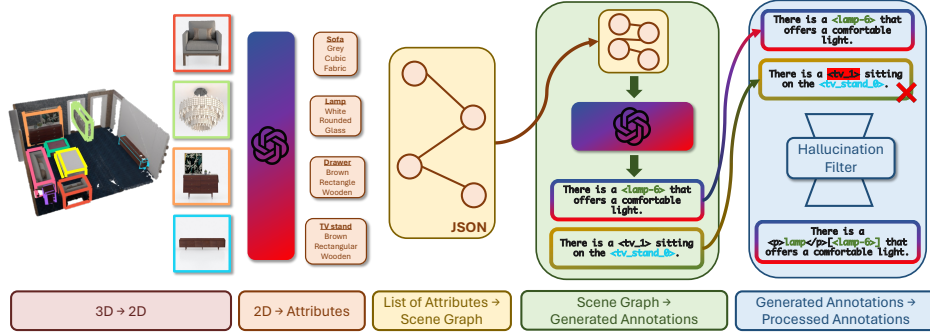 Sofa
Grey
Cubic
Fabric
Lamp
White
Rounded
Glass
Drawer
Brown
Rectangle
Wooden
TV stand
Brown
Rectangular
Wooden
JSON
There is a <lamp-6> that
offers a comfortable
light.
There is a <tv_1> sitting
on the <tv_stand_0>.
There is a <lamp-6> that
offers a comfortable
light.
There is a <tv_1> sitting
on the <tv_stand_0>.
Hallucination
Filter
There is a
<p>lamp</p>[<lamp-6>] that
offers a comfortable light.
3D → 2D
2D → Attributes
List of Attributes →
Scene Graph
Scene Graph →
Generated Annotations
Generated Annotations →
Processed Annotations